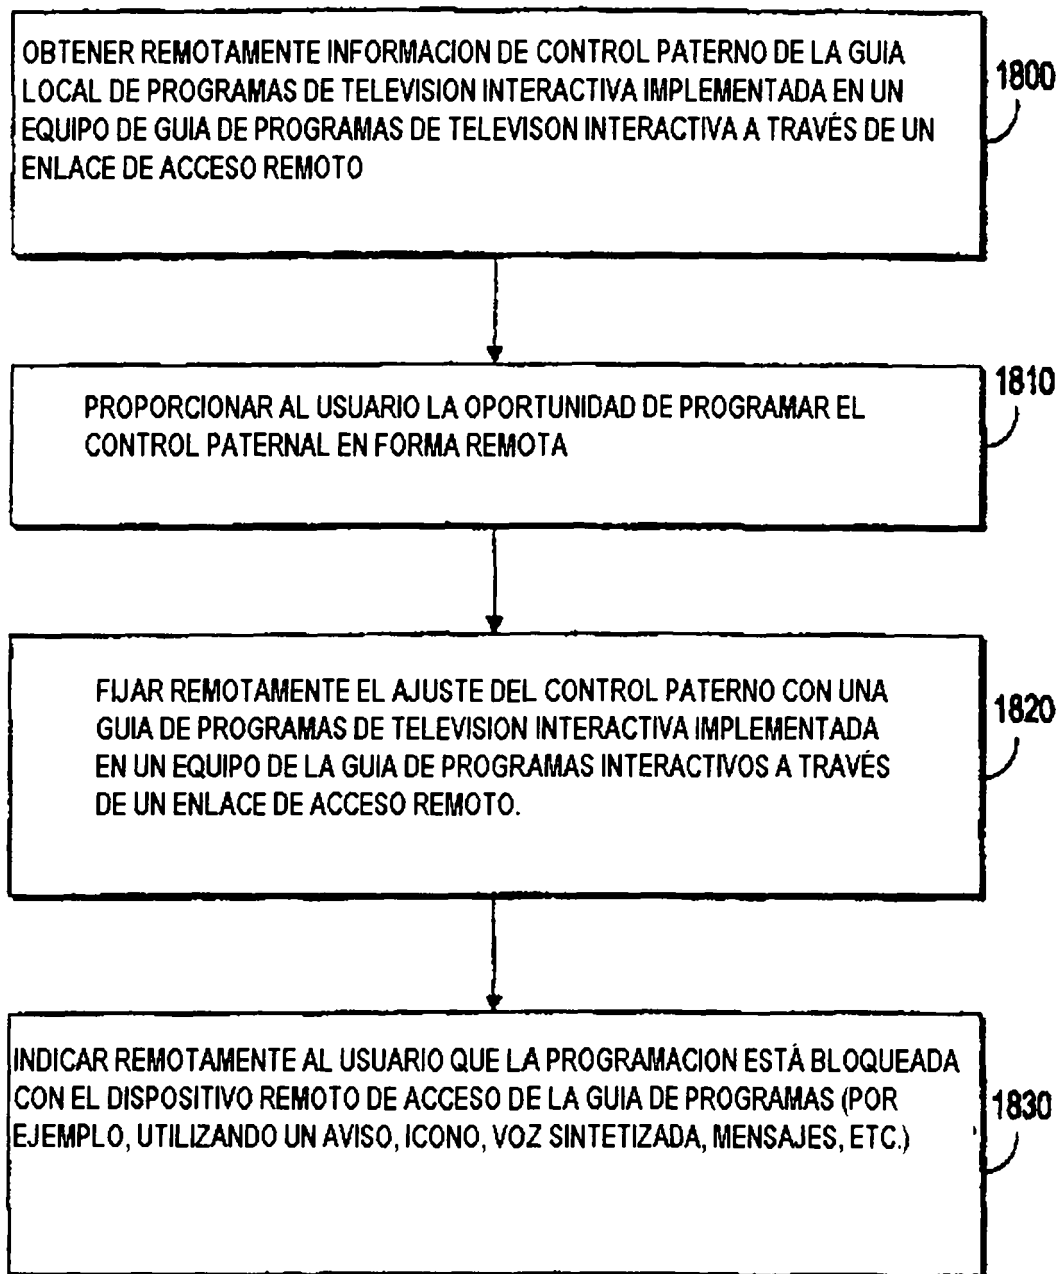 OBTENER REMOTAMENTE INFORMACION DE CONTROL PATERNO DE LA GUIA
LOCAL DE PROGRAMAS DE TELEVISION INTERACTIVA IMPLEMENTADA EN UN
EQUIPO DE GUIA DE PROGRAMAS DE TELEVISON INTERACTIVA A TRAVÉS DE UN
ENLACE DE ACCESO REMOTO
1800
PROPORCIONAR AL USUARIO LA OPORTUNIDAD DE PROGRAMAR EL
CONTROL PATERNAL EN FORMA REMOTA
1810
FIJAR REMOTAMENTE EL AJUSTE DEL CONTROL PATERNO CON UNA
GUIA DE PROGRAMAS DE TELEVISION INTERACTIVA IMPLEMENTADA
EN UN EQUIPO DE LA GUIA DE PROGRAMAS INTERACTIVOS A TRAVÉS
DE UN ENLACE DE ACCESO REMOTO.
1820
INDICAR REMOTAMENTE AL USUARIO QUE LA PROGRAMACION ESTÁ BLOQUEADA
CON EL DISPOSITIVO REMOTO DE ACCESO DE LA GUIA DE PROGRAMAS (POR
EJEMPLO, UTILIZANDO UN AVISO, ICONO, VOZ SINTETIZADA, MENSAJES, ETC.)
1830